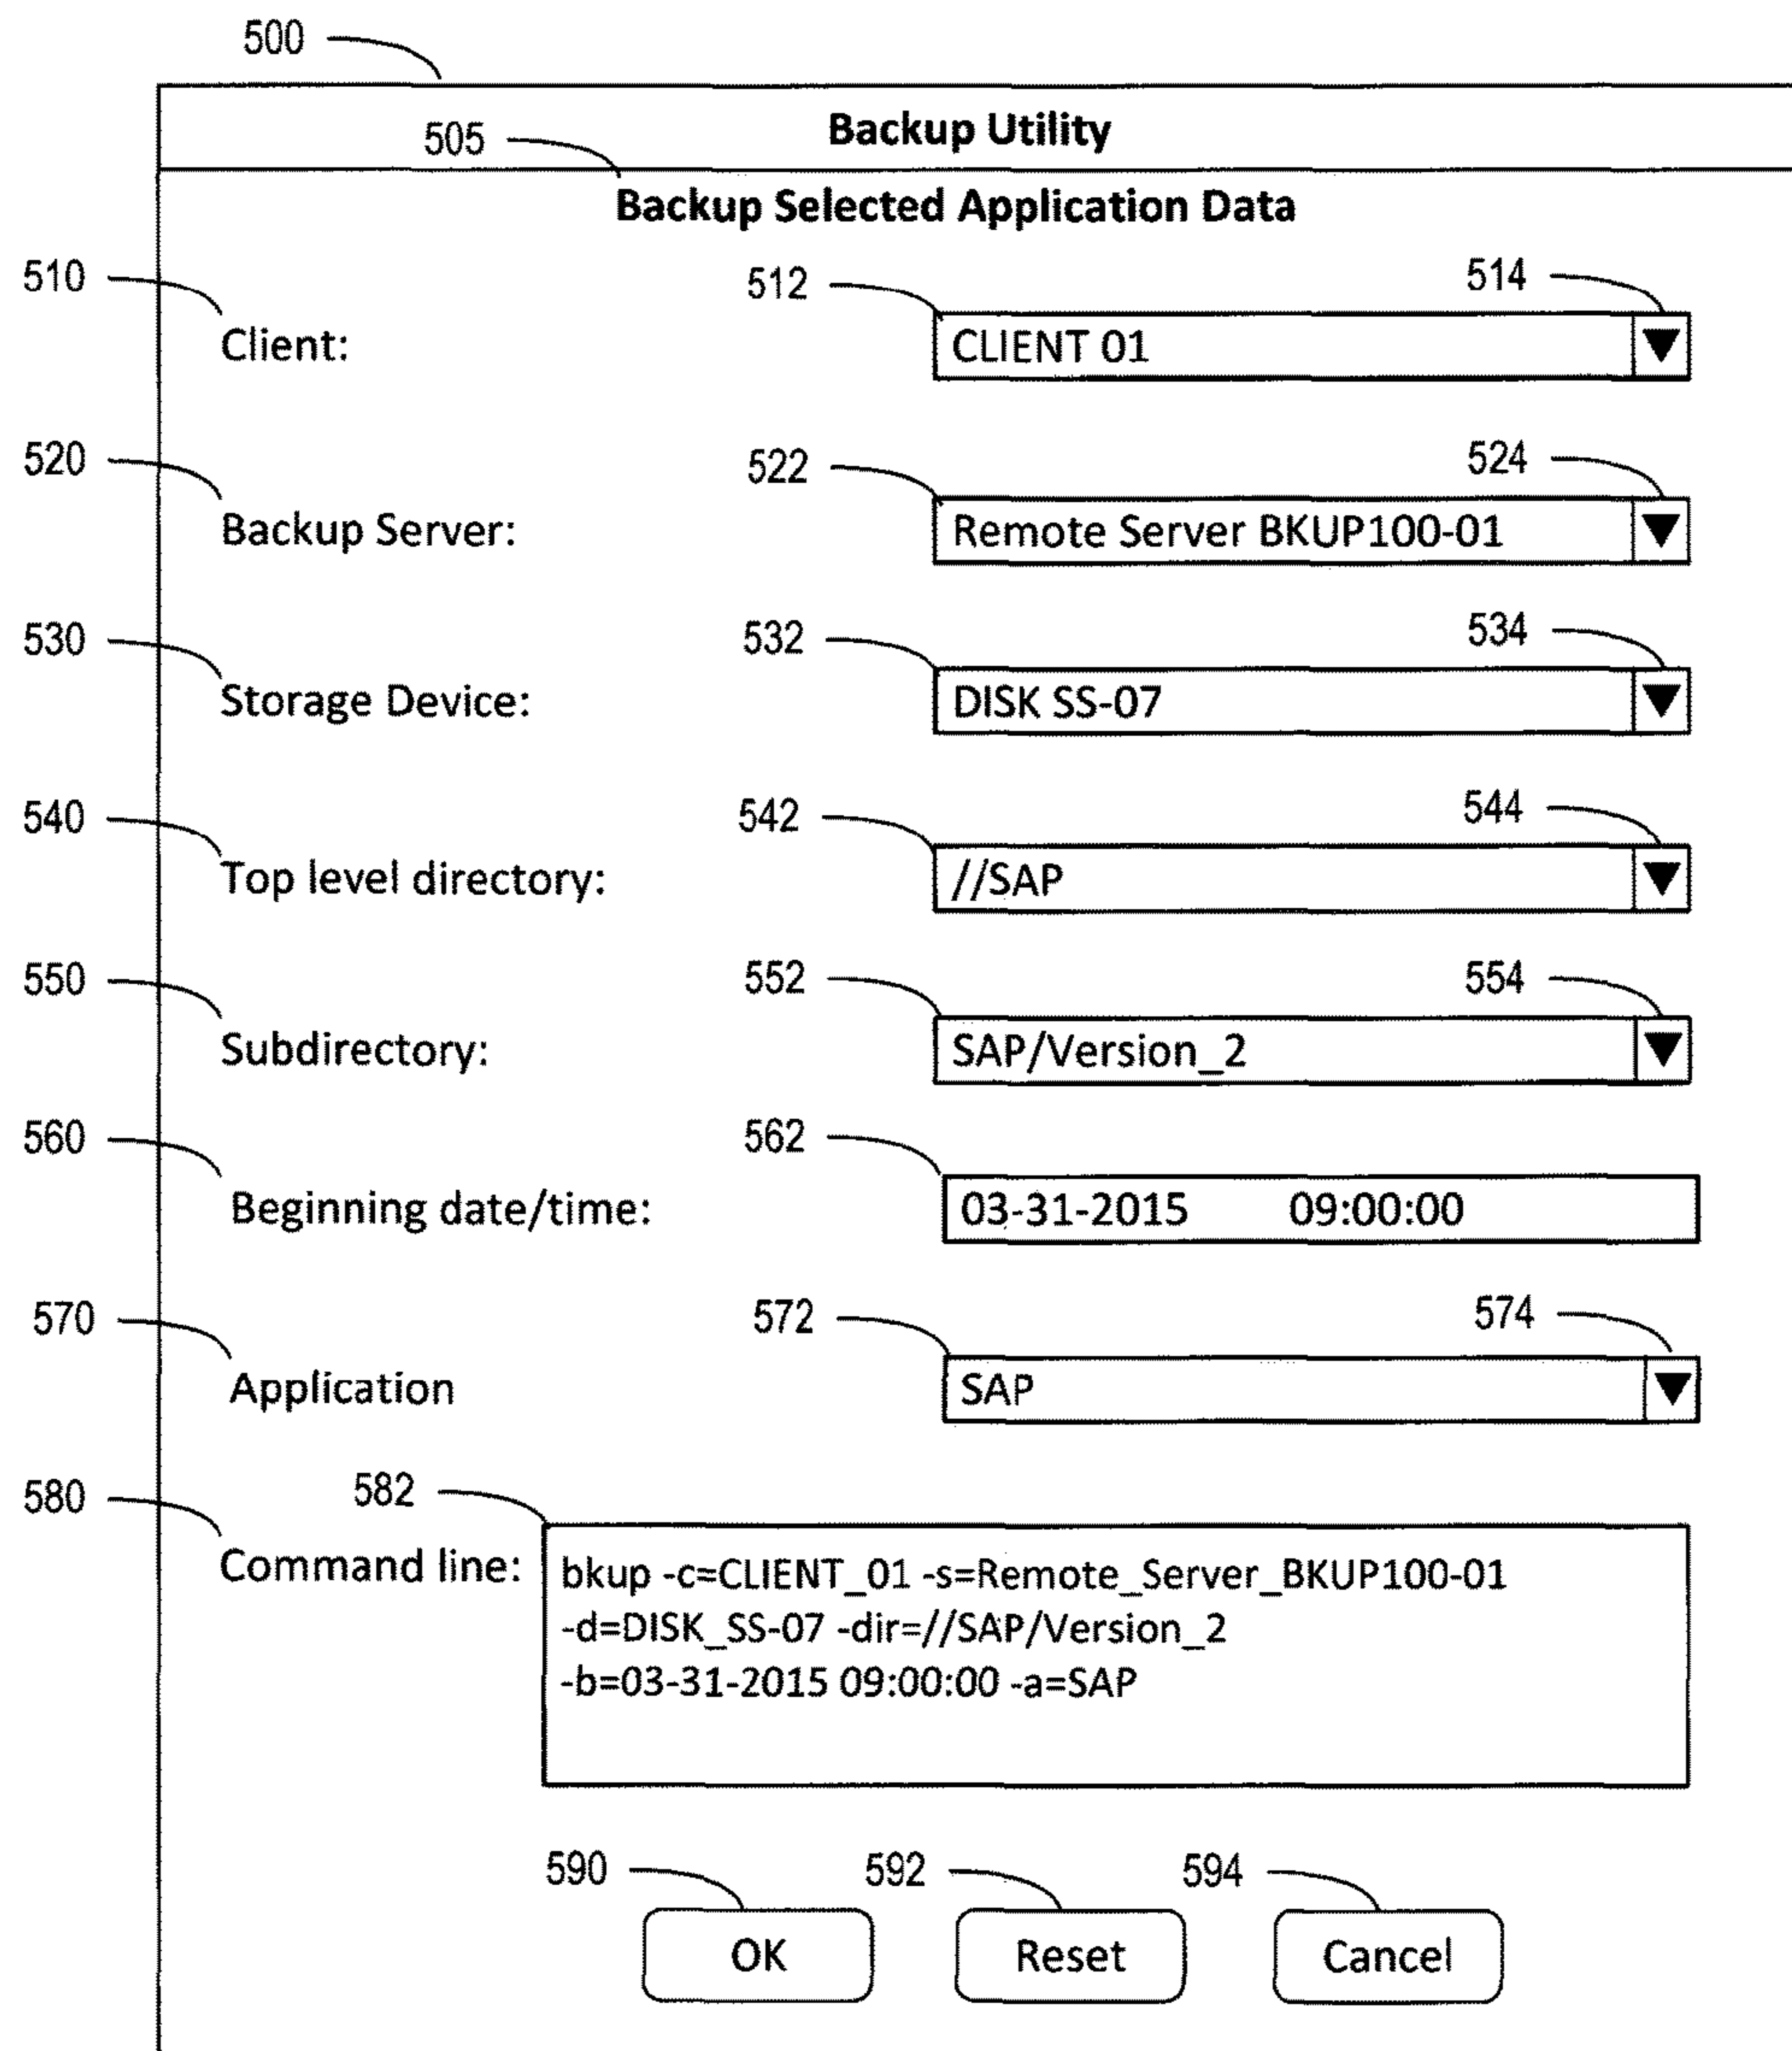 500
Backup Utility
505
Backup Selected Application Data
510
512
514
Client:
CLIENT 01
520
522
524
Backup Server:
Remote Server BKUP100-01
530
532
534
Storage Device:
DISK SS-07
540
542
544
Top level directory:
//SAP
550
552
554
Subdirectory:
SAP/Version_2
560
562
Beginning date/time:
03-31-2015 09:00:00
570
572
574
Application
SAP
580
582
Command line:
bkup -c=CLIENT_01 -s=Remote_Server_BKUP100-01
-d=DISK_SS-07 -dir=//SAP/Version_2
-b=03-31-2015 09:00:00 -a=SAP
590
592
594
OK
Reset
Cancel